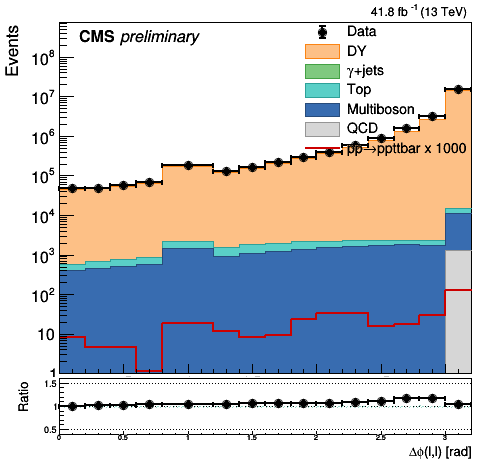 41.8 fb⁻¹ (13 TeV)
CMS preliminary
Events
Data
DY
γ+jets
Top
Multiboson
QCD
pp→ppttbar x 1000
10⁸
10⁷
10⁶
10⁵
10⁴
10³
10²
10
1
Ratio
1.5
1.0
0.5
0 0.5 1 1.5 2 2.5 3
Δϕ(l,l) [rad]